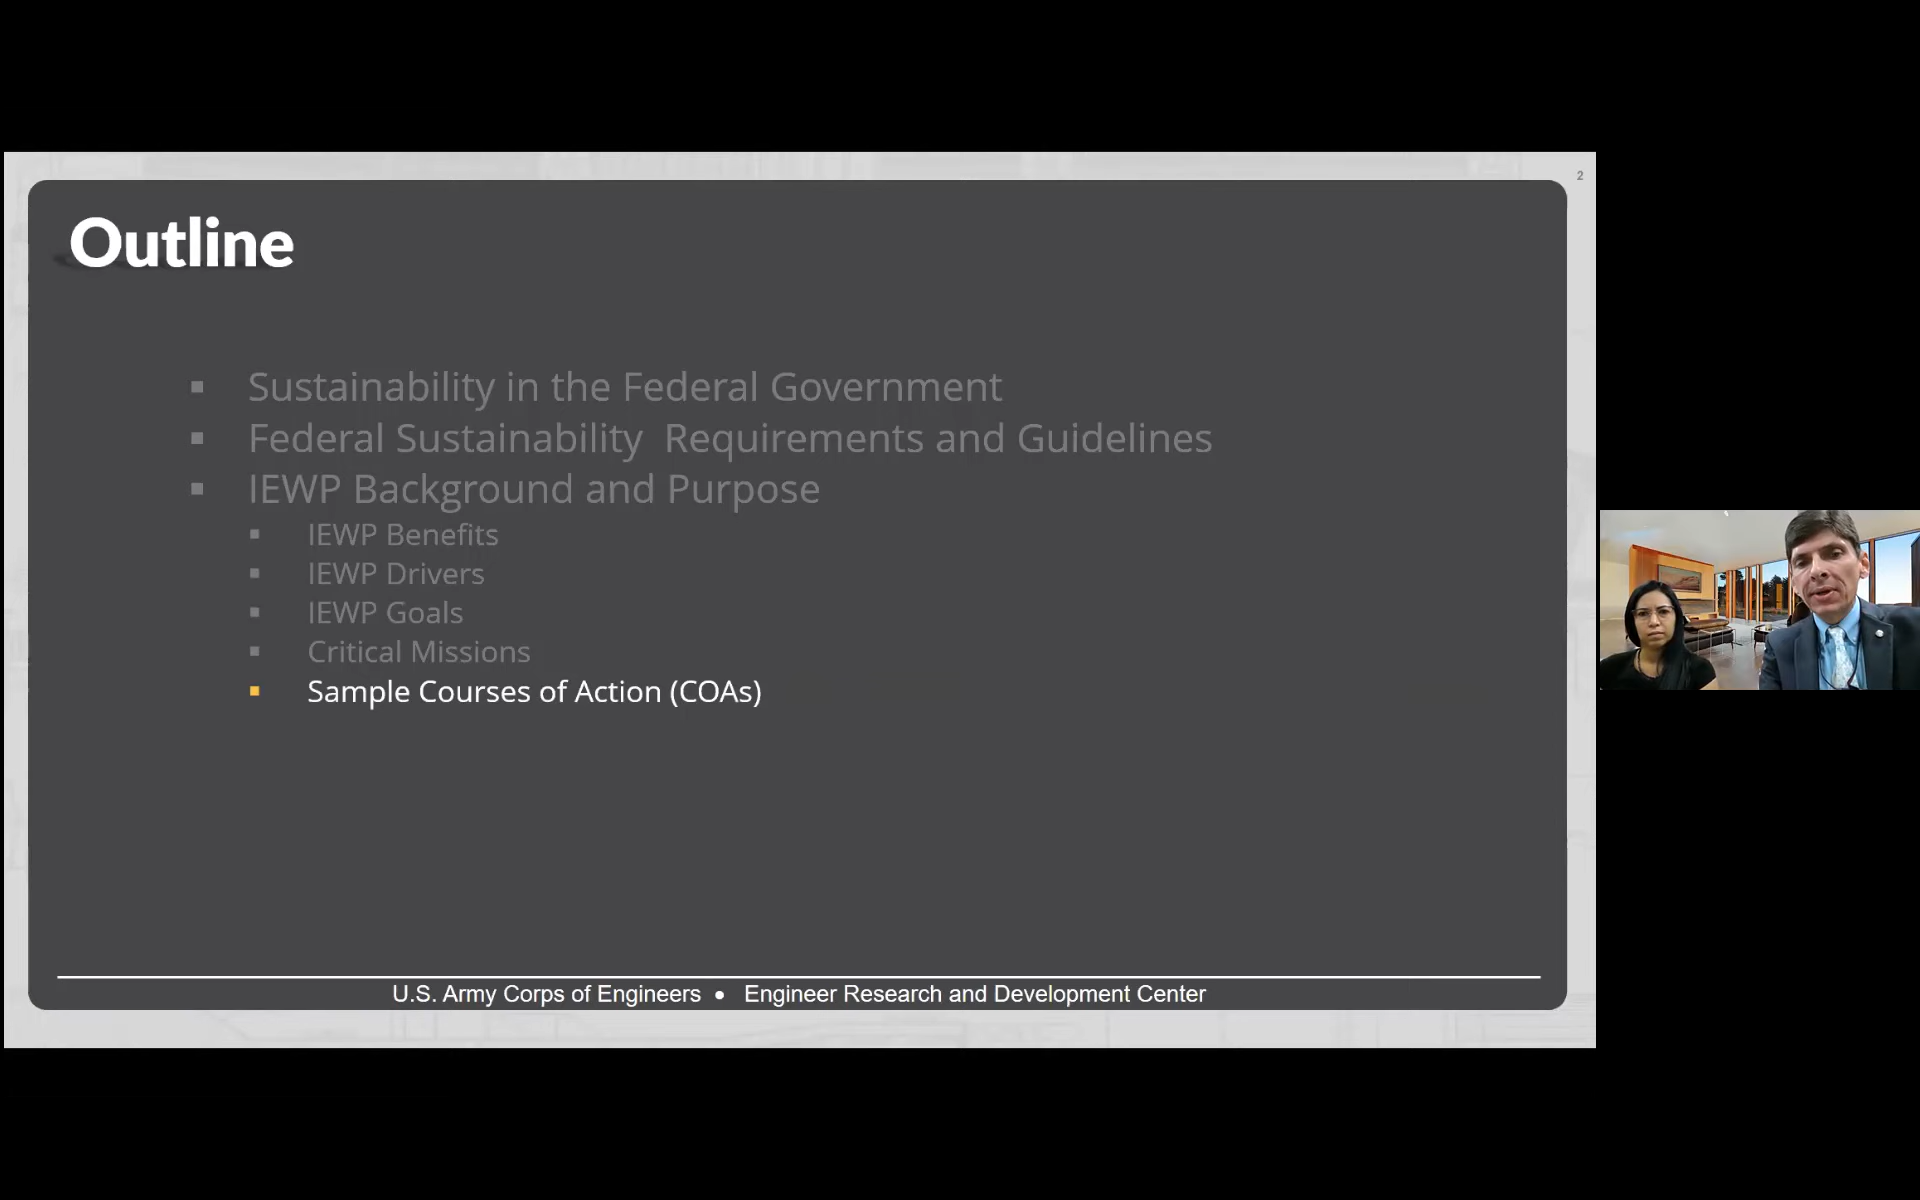 2
Outline
▪ Sustainability in the Federal Government
▪ Federal Sustainability  Requirements and Guidelines
▪ IEWP Background and Purpose
▪ IEWP Benefits
▪ IEWP Drivers
▪ IEWP Goals
▪ Critical Missions
▪ Sample Courses of Action (COAs)
U.S. Army Corps of Engineers ● Engineer Research and Development Center